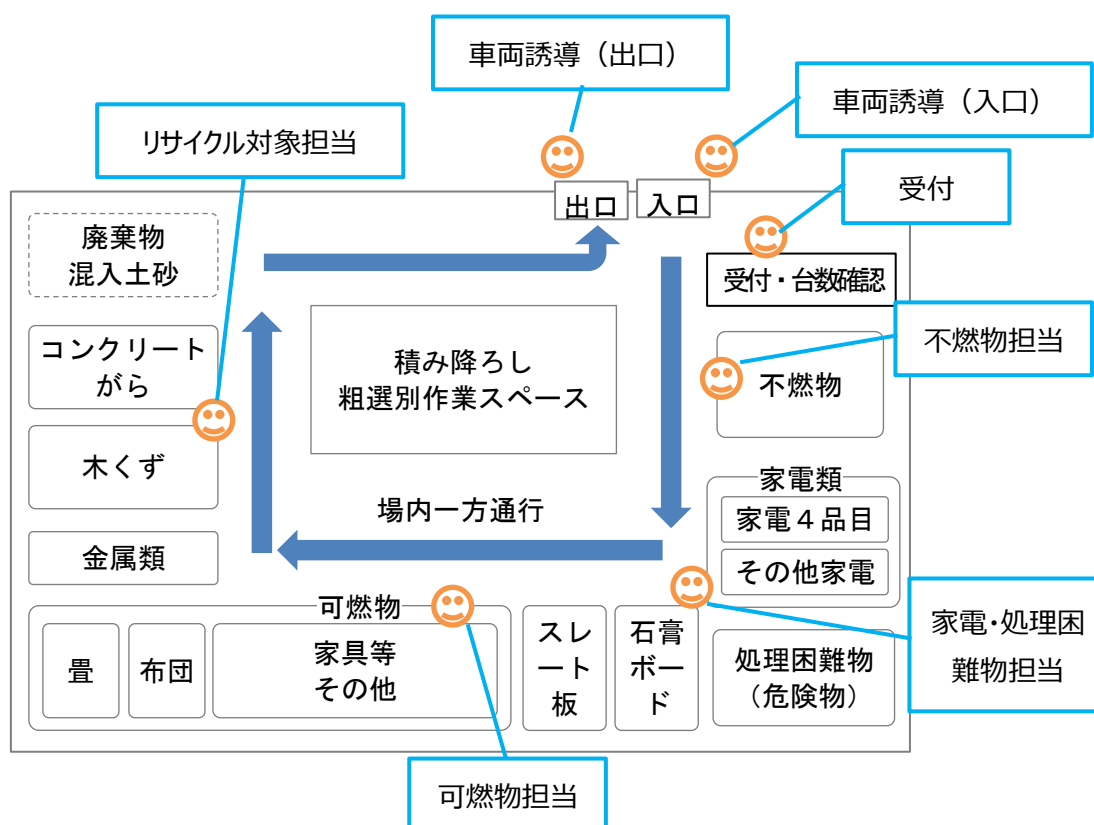 車両誘導（出口）
車両誘導（入口）
リサイクル対象担当
受付
出口
入口
廃棄物
混入土砂
受付・台数確認
コンクリート
がら
積み降ろし
粗選別作業スペース
不燃物担当
不燃物
木くず
家電類
家電４品目
その他家電
場内一方通行
金属類
可燃物
畳
布団
家具等
その他
スレ
ート
板
石膏
ボー
ド
処理困難物
（危険物）
家電・処理困
難物担当
可燃物担当